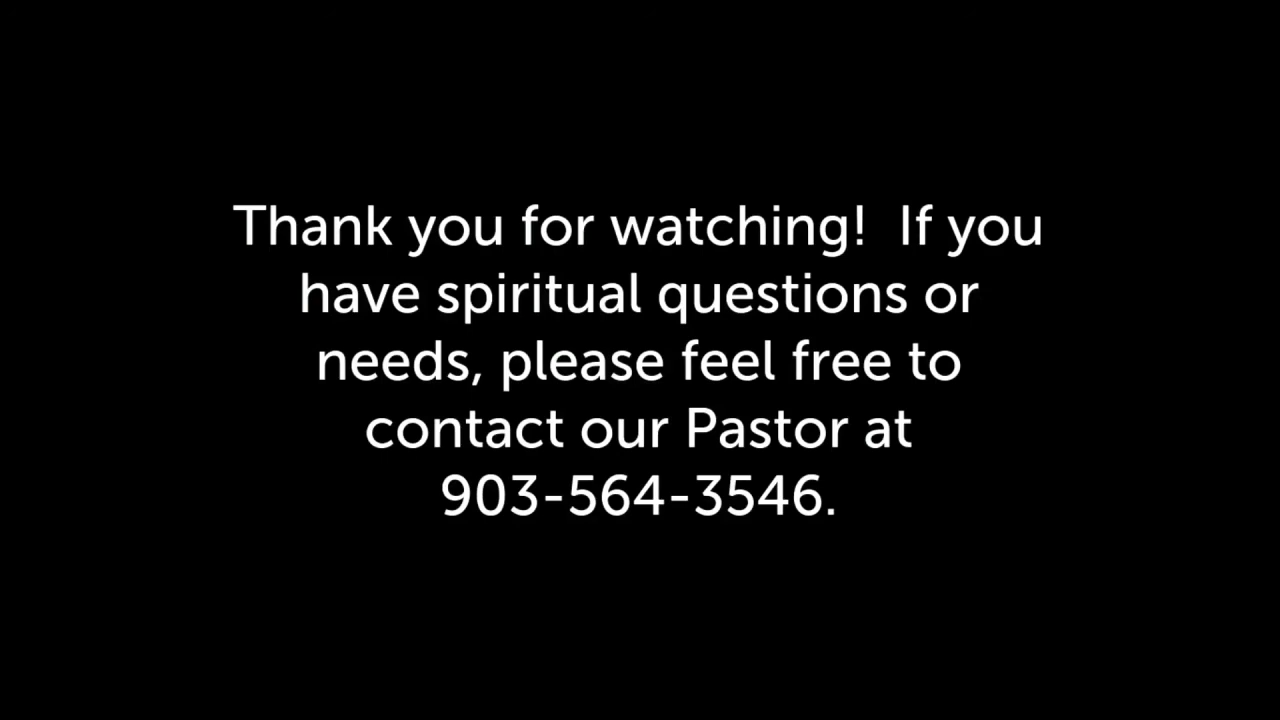 Thank you for watching!  If you
have spiritual questions or
needs, please feel free to
contact our Pastor at
903-564-3546.